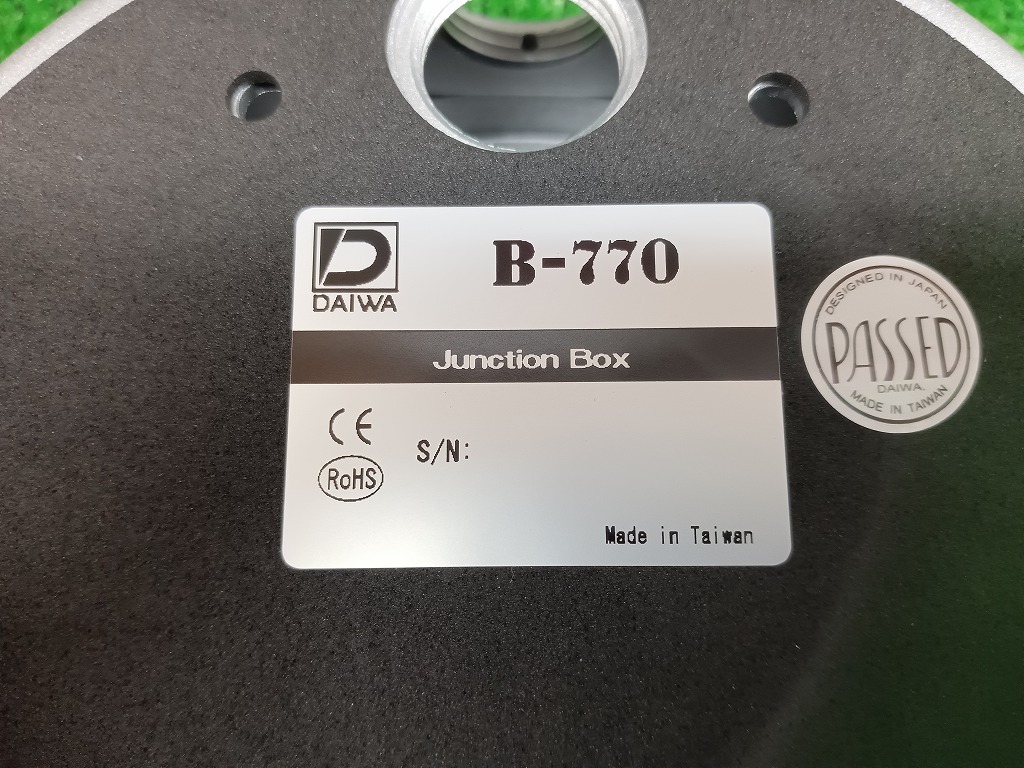 DAIWA
B-770
Junction Box
CE
RoHS
S/N:
Made in Taiwan
DESIGNED IN JAPAN
PASSED
DAIWA.
MADE IN TAIWAN